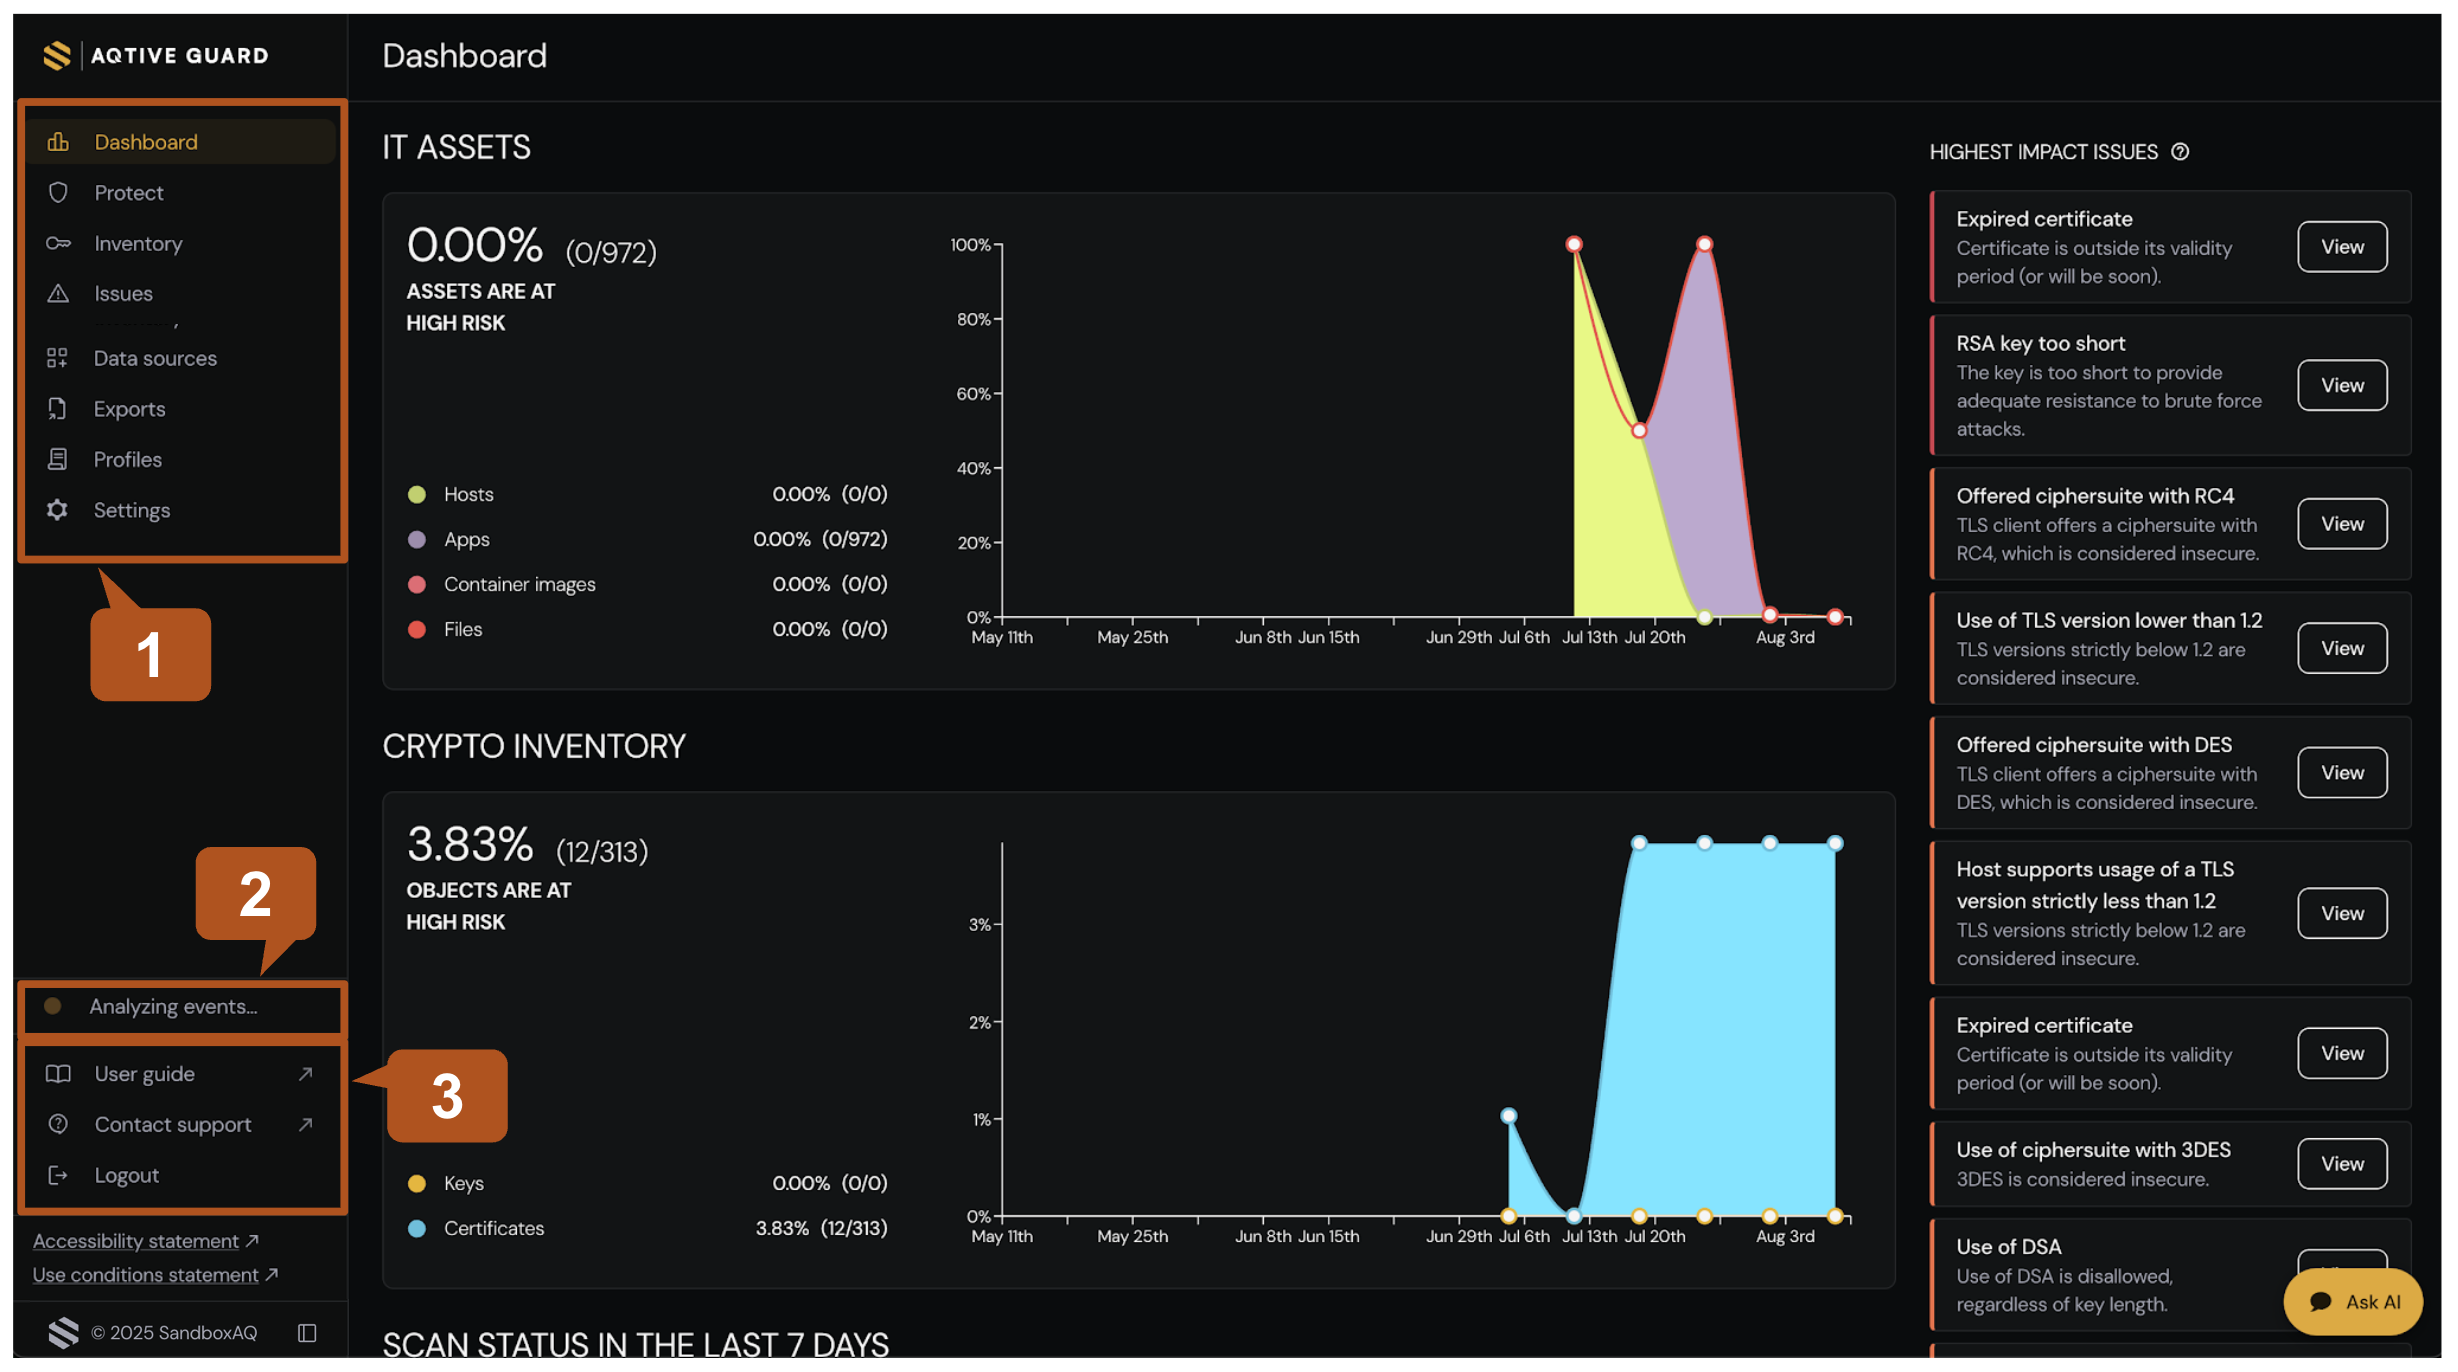 AQTIVE GUARD
Dashboard
Protect
Inventory
Issues
Data sources
Exports
Profiles
Settings
1
2
Analyzing events...
User guide
Contact support
Logout
3
Accessibility statement
Use conditions statement
© 2025 SandboxAQ
Dashboard
IT ASSETS
0.00% (0/972)
ASSETS ARE AT
HIGH RISK
Hosts 0.00% (0/0)
Apps 0.00% (0/972)
Container images 0.00% (0/0)
Files 0.00% (0/0)
100%
80%
60%
40%
20%
0%
May 11th May 25th Jun 8th Jun 15th Jun 29th Jul 6th Jul 13th Jul 20th Aug 3rd
CRYPTO INVENTORY
3.83% (12/313)
OBJECTS ARE AT
HIGH RISK
Keys 0.00% (0/0)
Certificates 3.83% (12/313)
3%
2%
1%
0%
May 11th May 25th Jun 8th Jun 15th Jun 29th Jul 6th Jul 13th Jul 20th Aug 3rd
SCAN STATUS IN THE LAST 7 DAYS
HIGHEST IMPACT ISSUES
Expired certificate
Certificate is outside its validity
period (or will be soon).
View
RSA key too short
The key is too short to provide
adequate resistance to brute force
attacks.
View
Offered ciphersuite with RC4
TLS client offers a ciphersuite with
RC4, which is considered insecure.
View
Use of TLS version lower than 1.2
TLS versions strictly below 1.2 are
considered insecure.
View
Offered ciphersuite with DES
TLS client offers a ciphersuite with
DES, which is considered insecure.
View
Host supports usage of a TLS
version strictly less than 1.2
TLS versions strictly below 1.2 are
considered insecure.
View
Expired certificate
Certificate is outside its validity
period (or will be soon).
View
Use of ciphersuite with 3DES
3DES is considered insecure.
View
Use of DSA
Use of DSA is disallowed,
regardless of key length.
Ask AI